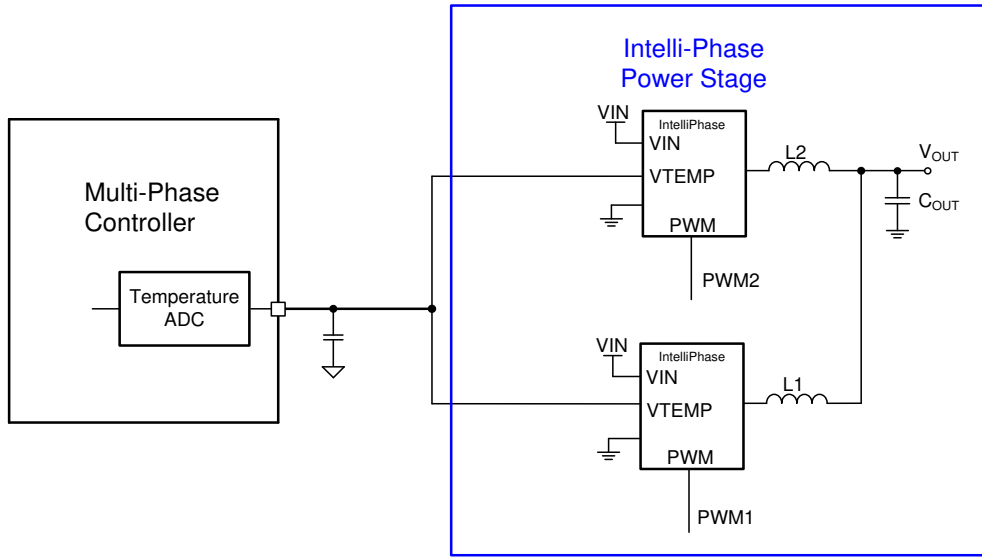 Intelli-Phase
Power Stage
Multi-Phase
Controller
Temperature
ADC
VIN
IntelliPhase
VIN
VTEMP
PWM
PWM2
L2
VOUT
COUT
VIN
IntelliPhase
VIN
VTEMP
PWM
PWM1
L1